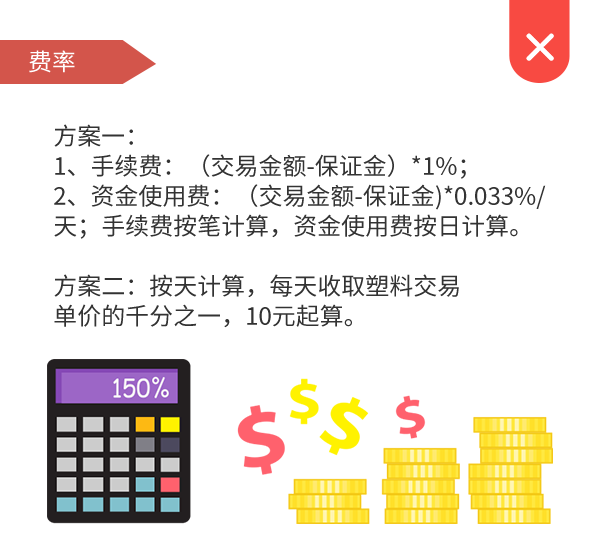 费率
方案一：
1、手续费：（交易金额-保证金）*1%；
2、资金使用费：（交易金额-保证金)*0.033%/
天；手续费按笔计算，资金使用费按日计算。
方案二：按天计算，每天收取塑料交易
单价的千分之一，10元起算。
150%
$ $ $ $